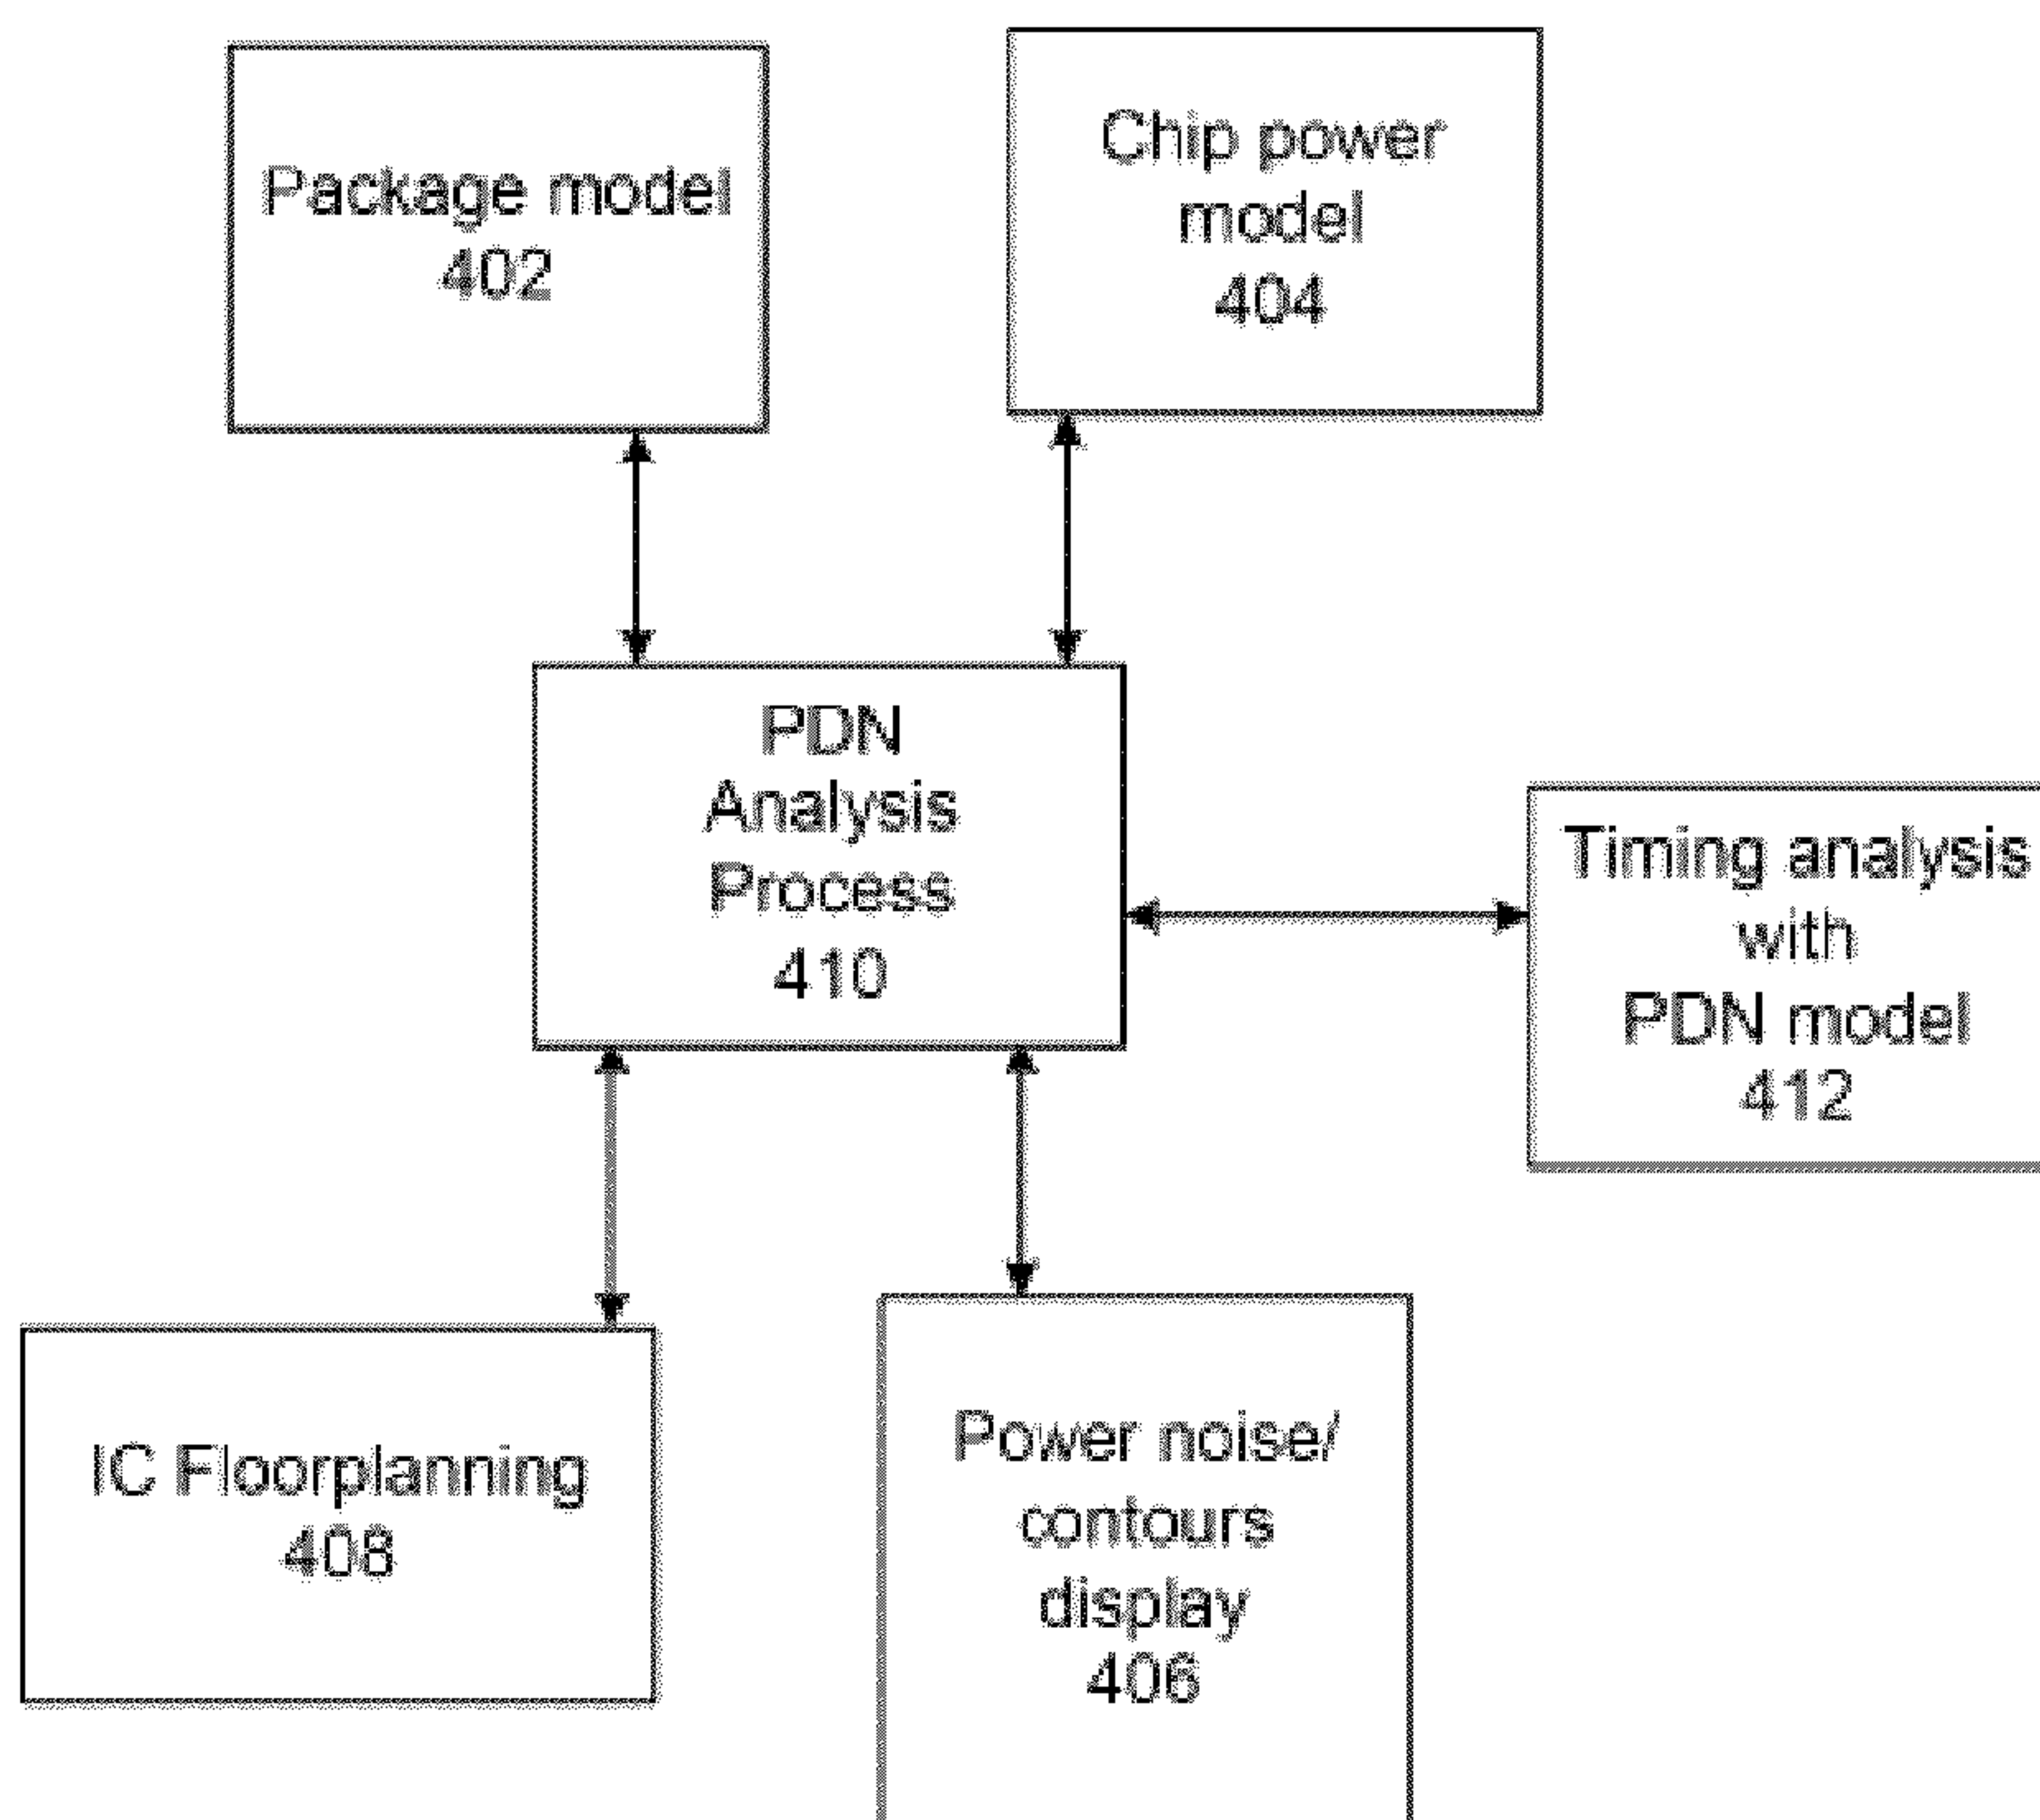 Package model
402
Chip power
model
404
PDN
Analysis
Process
410
Timing analysis
with
PDN model
412
IC Floorplanning
408
Power noise/
contours
display
406